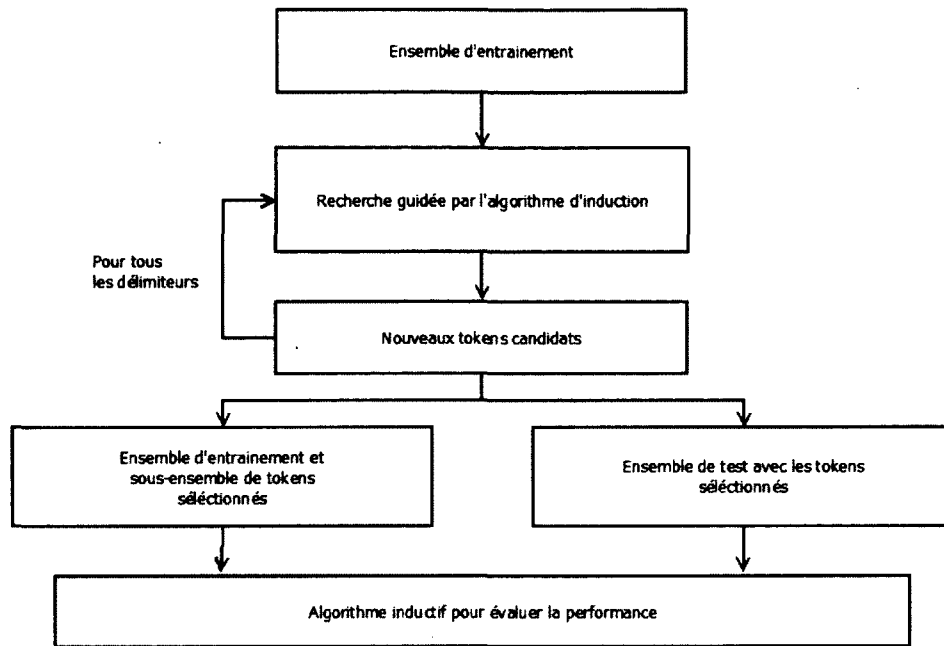 Ensemble d'entrainement
Recherche guidée par l'algorithme d'induction
Pour tous
les délimiteurs
Nouveaux tokens candidats
Ensemble d'entrainement et
sous-ensemble de tokens
séléctionnés
Ensemble de test avec les tokens
séléctionnés
Algorithme inductif pour évaluer la performance